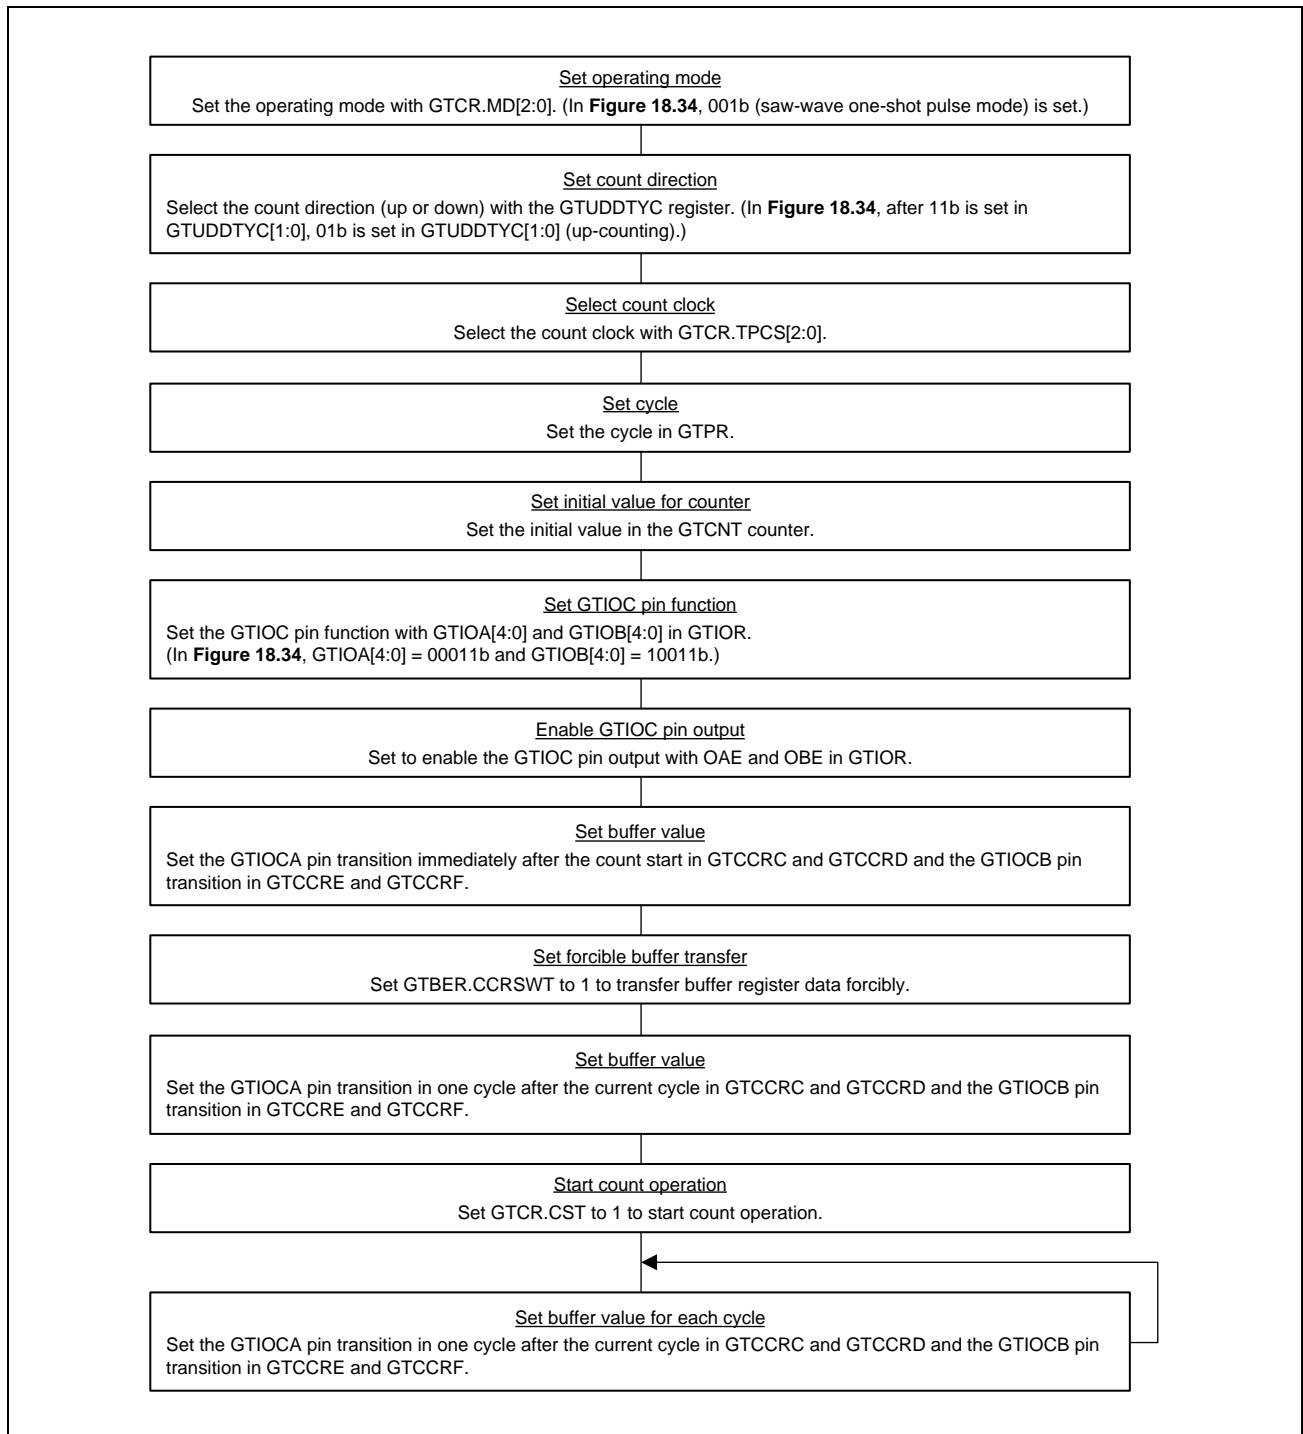 Set operating mode
Set the operating mode with GTCR.MD[2:0]. (In Figure 18.34, 001b (saw-wave one-shot pulse mode) is set.)
Set count direction
Select the count direction (up or down) with the GTUDDTYC register. (In Figure 18.34, after 11b is set in
GTUDDTYC[1:0], 01b is set in GTUDDTYC[1:0] (up-counting).)
Select count clock
Select the count clock with GTCR.TPCS[2:0].
Set cycle
Set the cycle in GTPR.
Set initial value for counter
Set the initial value in the GTCNT counter.
Set GTIOC pin function
Set the GTIOC pin function with GTIOA[4:0] and GTIOB[4:0] in GTIOR.
(In Figure 18.34, GTIOA[4:0] = 00011b and GTIOB[4:0] = 10011b.)
Enable GTIOC pin output
Set to enable the GTIOC pin output with OAE and OBE in GTIOR.
Set buffer value
Set the GTIOCA pin transition immediately after the count start in GTCCRC and GTCCRD and the GTIOCB pin
transition in GTCCRE and GTCCRF.
Set forcible buffer transfer
Set GTBER.CCRSWT to 1 to transfer buffer register data forcibly.
Set buffer value
Set the GTIOCA pin transition in one cycle after the current cycle in GTCCRC and GTCCRD and the GTIOCB pin
transition in GTCCRE and GTCCRF.
Start count operation
Set GTCR.CST to 1 to start count operation.
Set buffer value for each cycle
Set the GTIOCA pin transition in one cycle after the current cycle in GTCCRC and GTCCRD and the GTIOCB pin
transition in GTCCRE and GTCCRF.